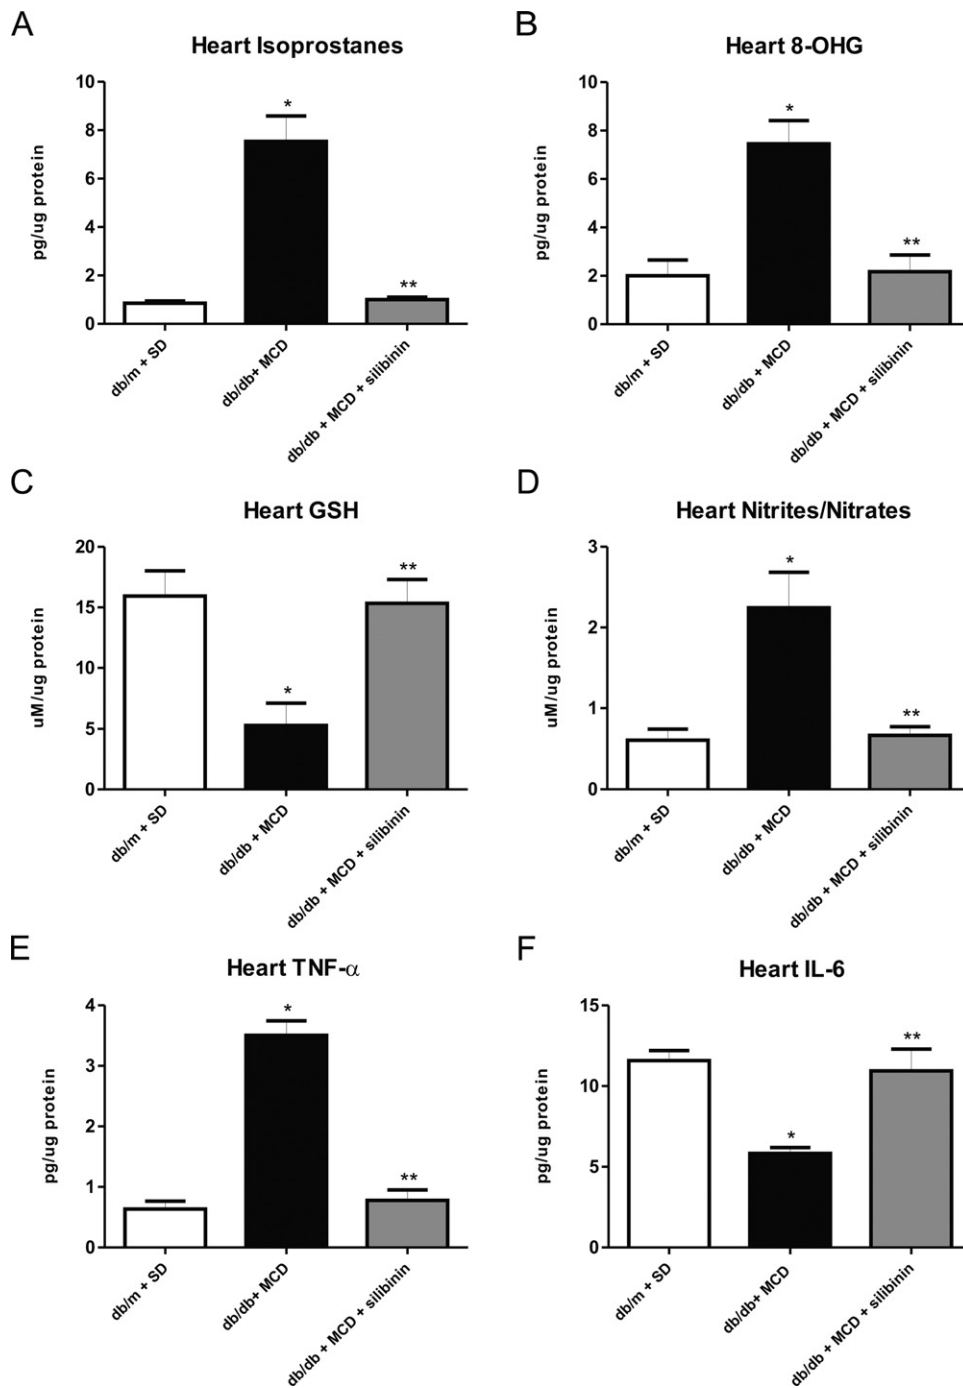 A
Heart Isoprostanes
pg/ug protein
10
8
6
4
2
0
*
**
db/m + SD
db/db+ MCD
db/db + MCD + silibinin
B
Heart 8-OHG
pg/ug protein
10
8
6
4
2
0
*
**
db/m + SD
db/db+ MCD
db/db + MCD + silibinin
C
Heart GSH
uM/ug protein
20
15
10
5
0
*
**
db/m + SD
db/db + MCD
db/db + MCD + silibinin
D
Heart Nitrites/Nitrates
uM/ug protein
3
2
1
0
*
**
db/m + SD
db/db + MCD
db/db + MCD + silibinin
E
Heart TNF-α
pg/ug protein
4
3
2
1
0
*
**
db/m + SD
db/db+ MCD
db/db + MCD + silibinin
F
Heart IL-6
pg/ug protein
15
10
5
0
*
**
db/m + SD
db/db + MCD
db/db + MCD + silibinin